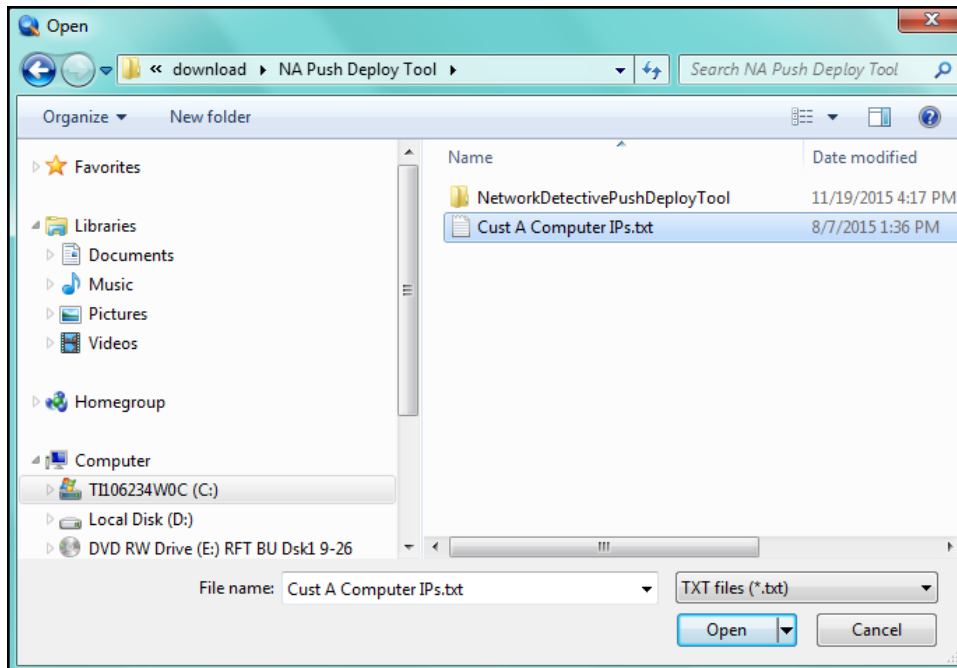 Open
« download ▸ NA Push Deploy Tool ▸ Search NA Push Deploy Tool
Organize New folder
Favorites
Libraries
Documents
Music
Pictures
Videos
Homegroup
Computer
TI106234W0C (C:)
Local Disk (D:)
DVD RW Drive (E:) RFT BU Dsk1 9-26
Name Date modified
NetworkDetectivePushDeployTool 11/19/2015 4:17 PM
Cust A Computer IPs.txt 8/7/2015 1:36 PM
File name: Cust A Computer IPs.txt TXT files (*.txt)
Open Cancel